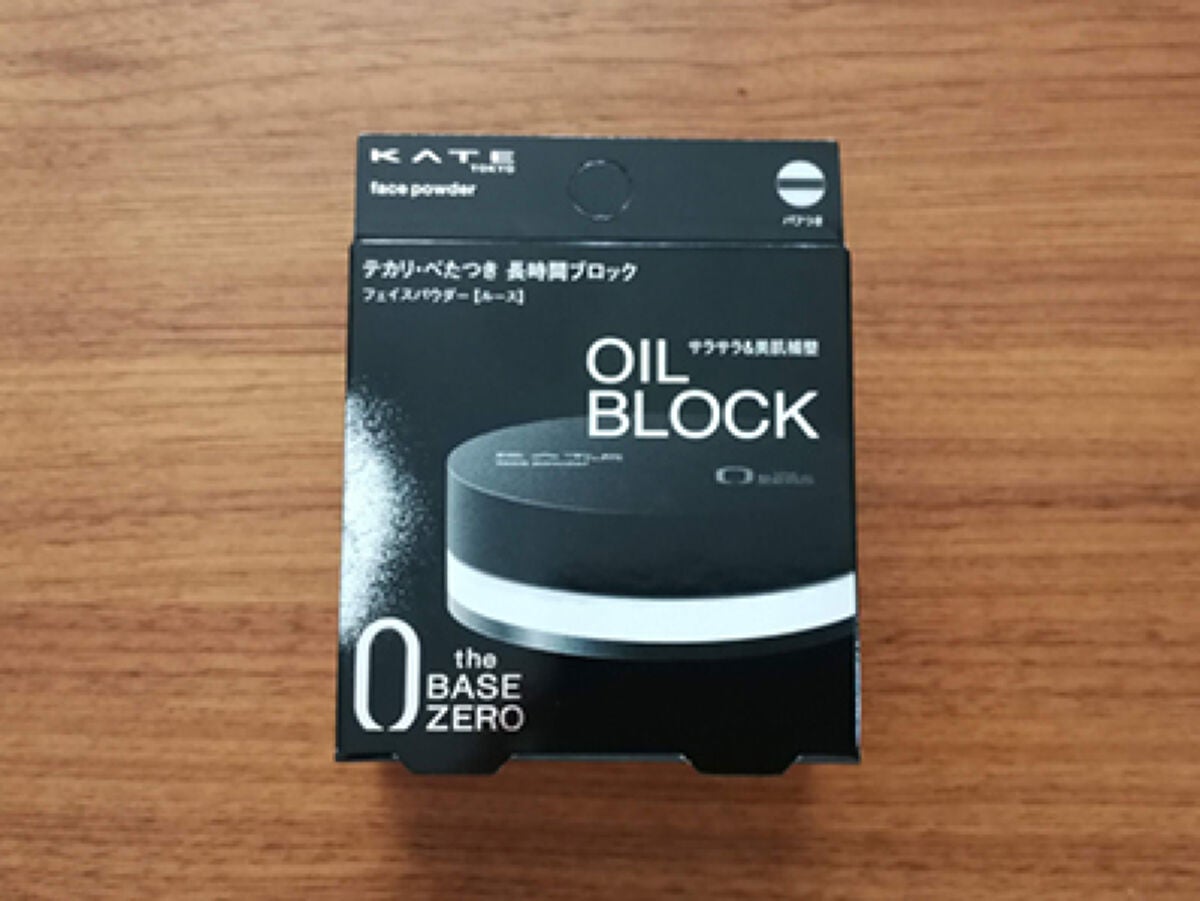 KATE
TOKYO
face powder
パフつき
テカリ・べたつき 長時間ブロック
フェイスパウダー【ルース】
サラサラ&美肌補整
OIL
BLOCK
the
0 BASE
ZERO